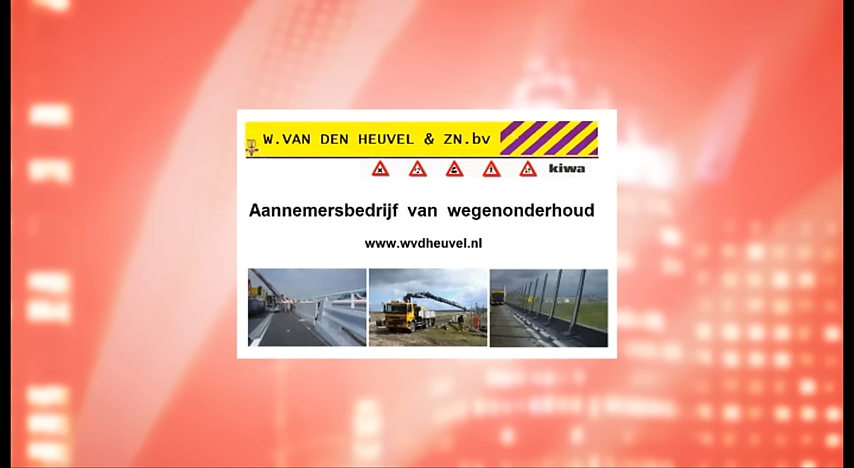 W.VAN DEN HEUVEL & ZN.bv
kiwa
Aannemersbedrijf van wegenonderhoud
www.wvdheuvel.nl